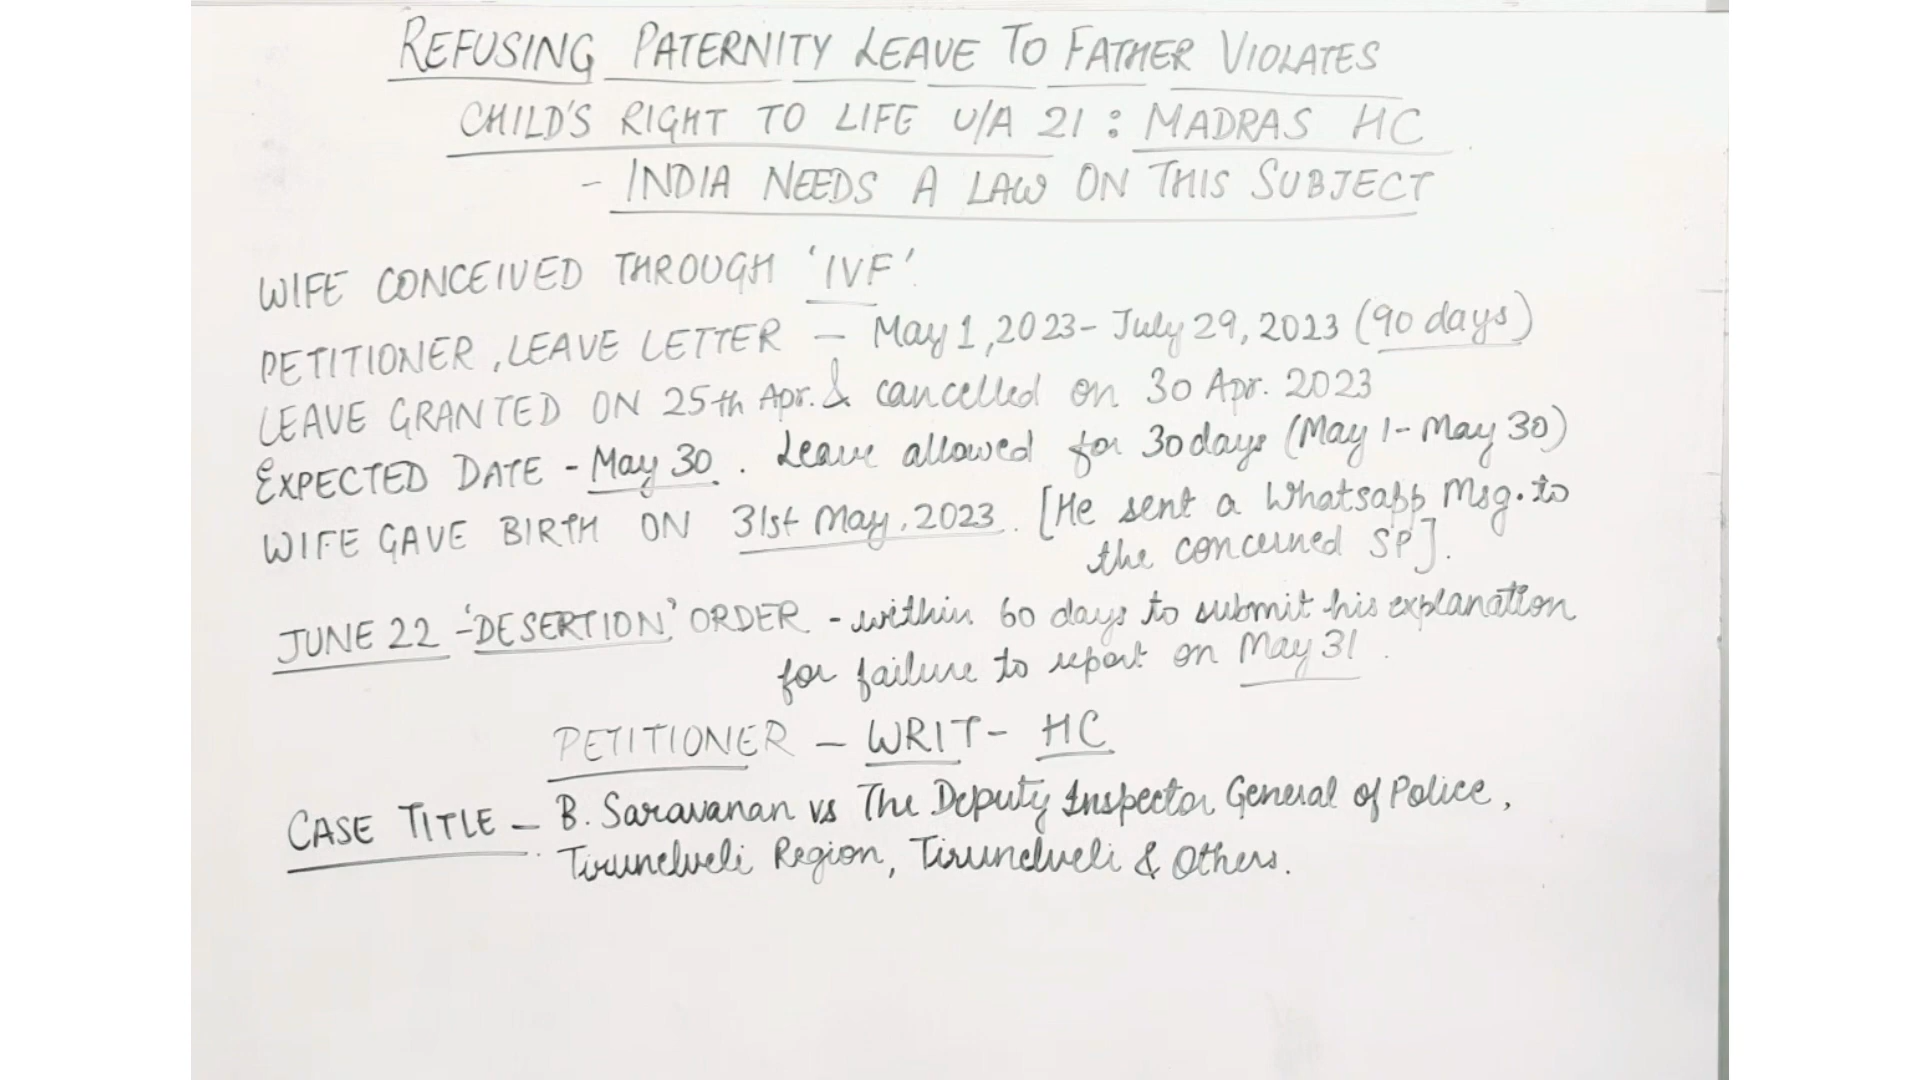 REFUSING PATERNITY LEAVE TO FATHER VIOLATES
CHILD'S RIGHT TO LIFE U/A 21 : MADRAS HC
- INDIA NEEDS A LAW ON THIS SUBJECT
WIFE CONCEIVED THROUGH 'IVF'.
PETITIONER, LEAVE LETTER - May 1, 2023 - July 29, 2023 (90 days)
LEAVE GRANTED ON 25th Apr. & cancelled on 30 Apr. 2023
EXPECTED DATE - May 30. Leave allowed for 30 days (May 1 - May 30)
WIFE GAVE BIRTH ON 31st May, 2023. [He sent a Whatsapp Msg. to
the concerned SP].
JUNE 22 - 'DESERTION' ORDER - within 60 days to submit his explanation
for failure to report on May 31.
PETITIONER - WRIT - HC
CASE TITLE - B. Saravanan vs The Deputy Inspector General of Police,
Tirunelveli Region, Tirunelveli & Others.